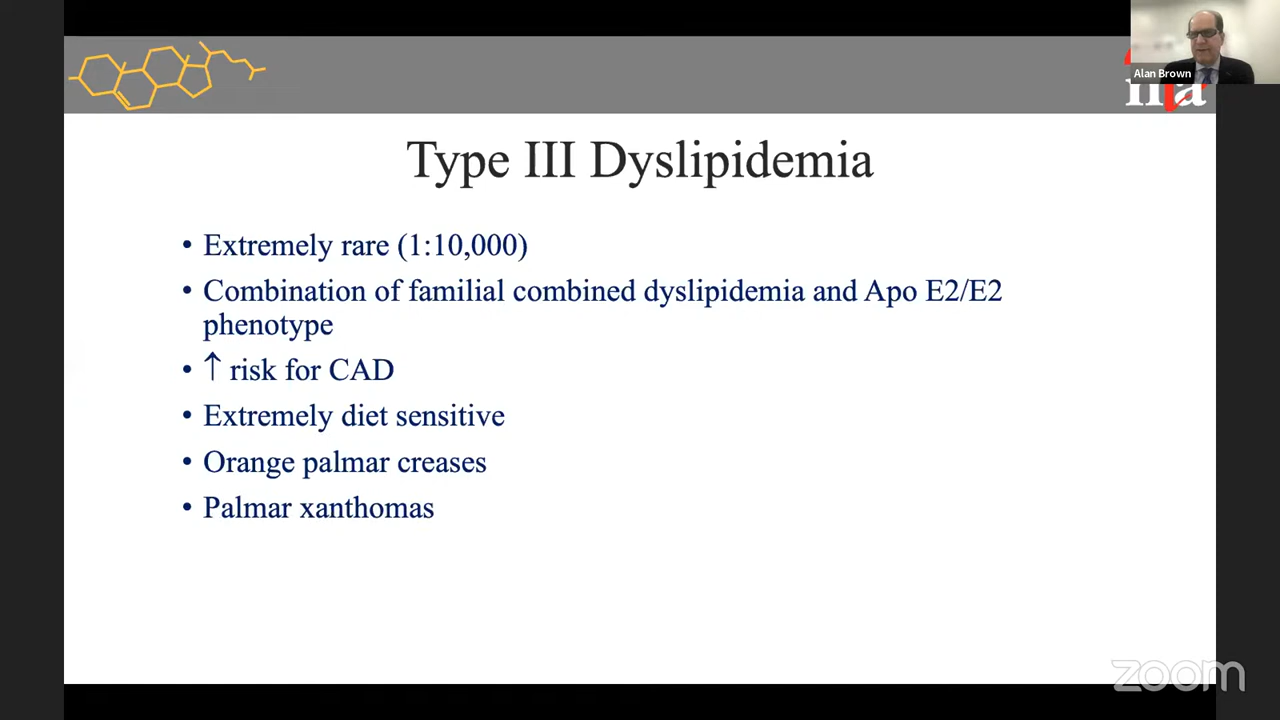 Alan Brown
Type III Dyslipidemia
• Extremely rare (1:10,000)
• Combination of familial combined dyslipidemia and Apo E2/E2
phenotype
• ↑ risk for CAD
• Extremely diet sensitive
• Orange palmar creases
• Palmar xanthomas
zoom